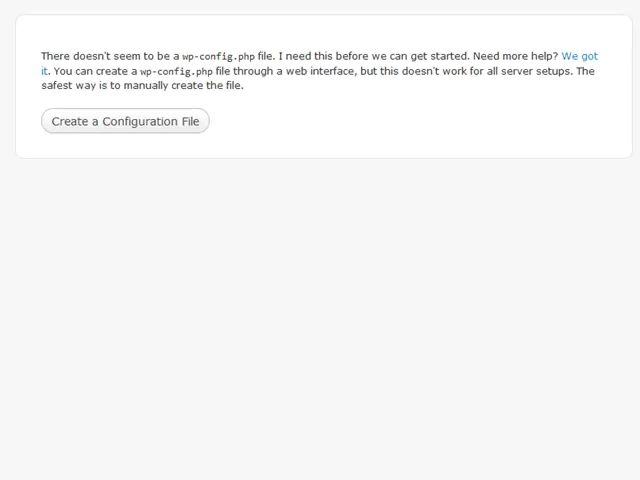 There doesn't seem to be a wp-config.php file. I need this before we can get started. Need more help? We got
it. You can create a wp-config.php file through a web interface, but this doesn't work for all server setups. The
safest way is to manually create the file.
Create a Configuration File